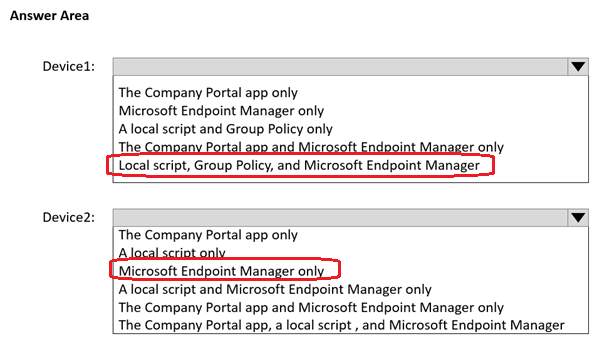 Answer Area
Device1:
The Company Portal app only
Microsoft Endpoint Manager only
A local script and Group Policy only
The Company Portal app and Microsoft Endpoint Manager only
Local script, Group Policy, and Microsoft Endpoint Manager
Device2:
The Company Portal app only
A local script only
Microsoft Endpoint Manager only
A local script and Microsoft Endpoint Manager only
The Company Portal app and Microsoft Endpoint Manager only
The Company Portal app, a local script , and Microsoft Endpoint Manager